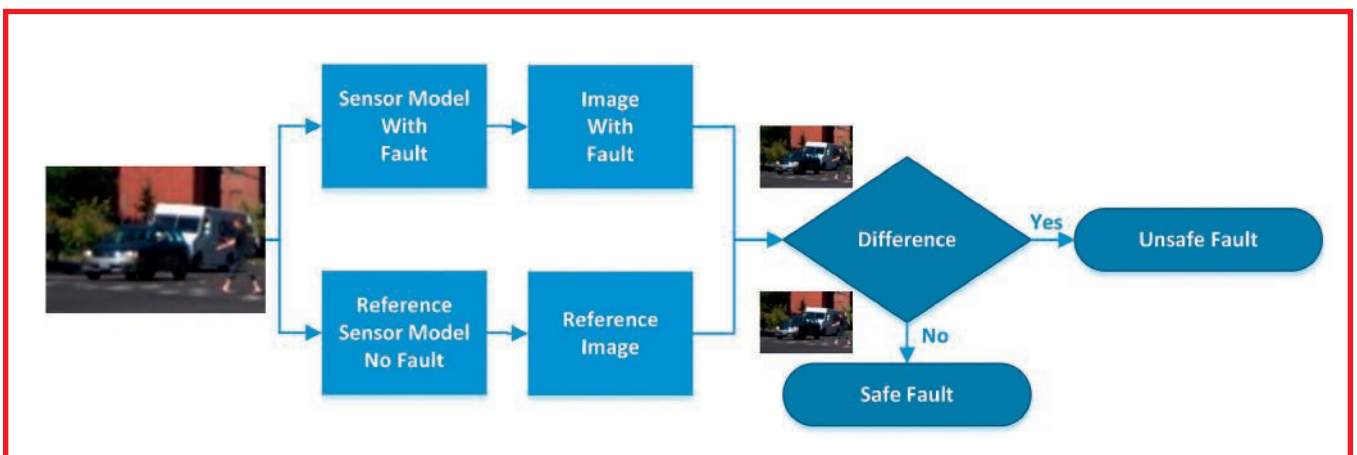 Sensor Model
With
Fault
Image
With
Fault
Reference
Sensor Model
No Fault
Reference
Image
Difference
Yes
Unsafe Fault
No
Safe Fault